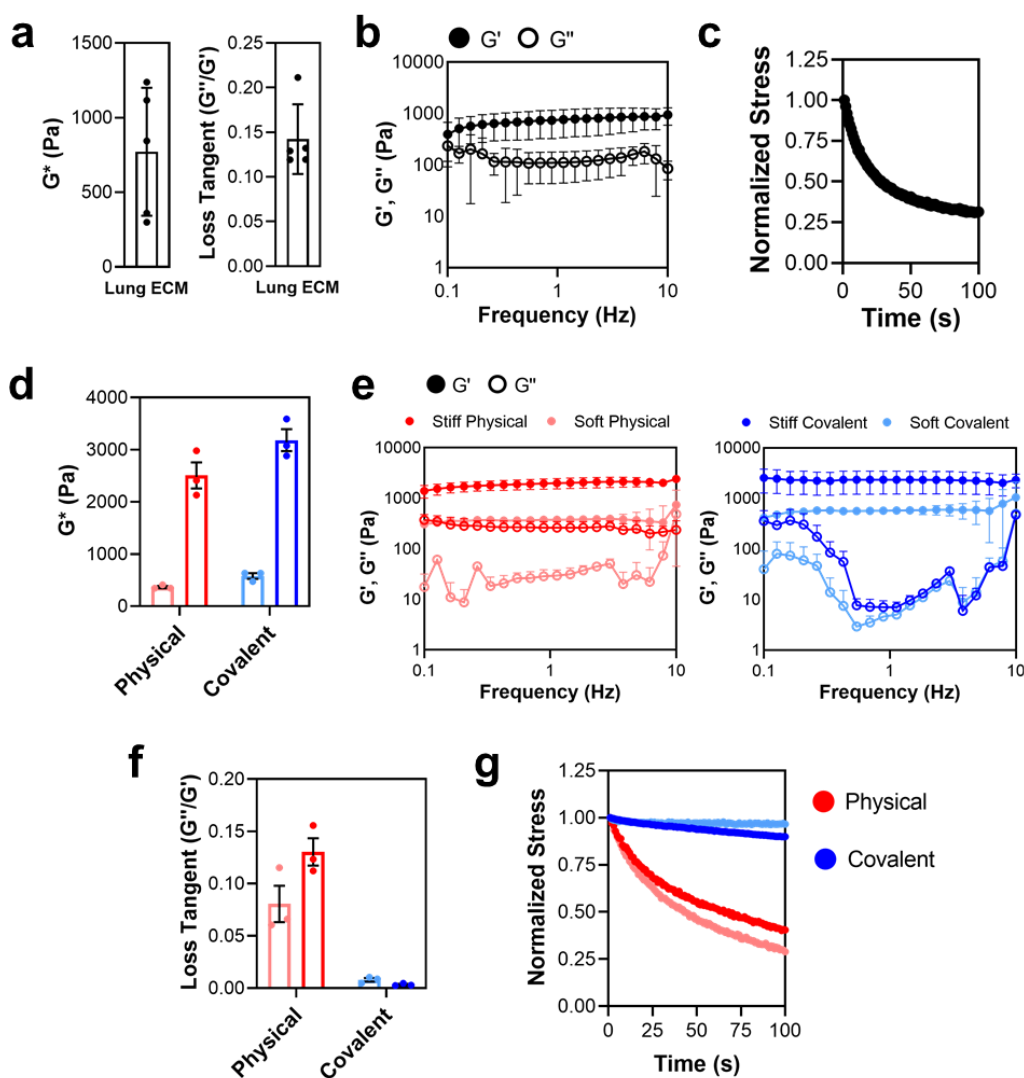 a
1500
1000
500
0
G* (Pa)
Lung ECM
0.25
0.20
0.15
0.10
0.05
0.00
Loss Tangent (G"/G')
Lung ECM
b
G' G"
10000
1000
100
10
1
G', G" (Pa)
0.1 1 10
Frequency (Hz)
c
1.25
1.00
0.75
0.50
0.25
0.00
Normalized Stress
0 50 100
Time (s)
d
4000
3000
2000
1000
0
G* (Pa)
Physical
Covalent
e
G' G"
Stiff Physical Soft Physical
10000
1000
100
10
1
G', G" (Pa)
0.1 1 10
Frequency (Hz)
Stiff Covalent Soft Covalent
10000
1000
100
10
1
G', G" (Pa)
0.1 1 10
Frequency (Hz)
f
0.20
0.15
0.10
0.05
0.00
Loss Tangent (G"/G')
Physical
Covalent
g
1.25
1.00
0.75
0.50
0.25
0.00
Normalized Stress
0 25 50 75 100
Time (s)
Physical
Covalent